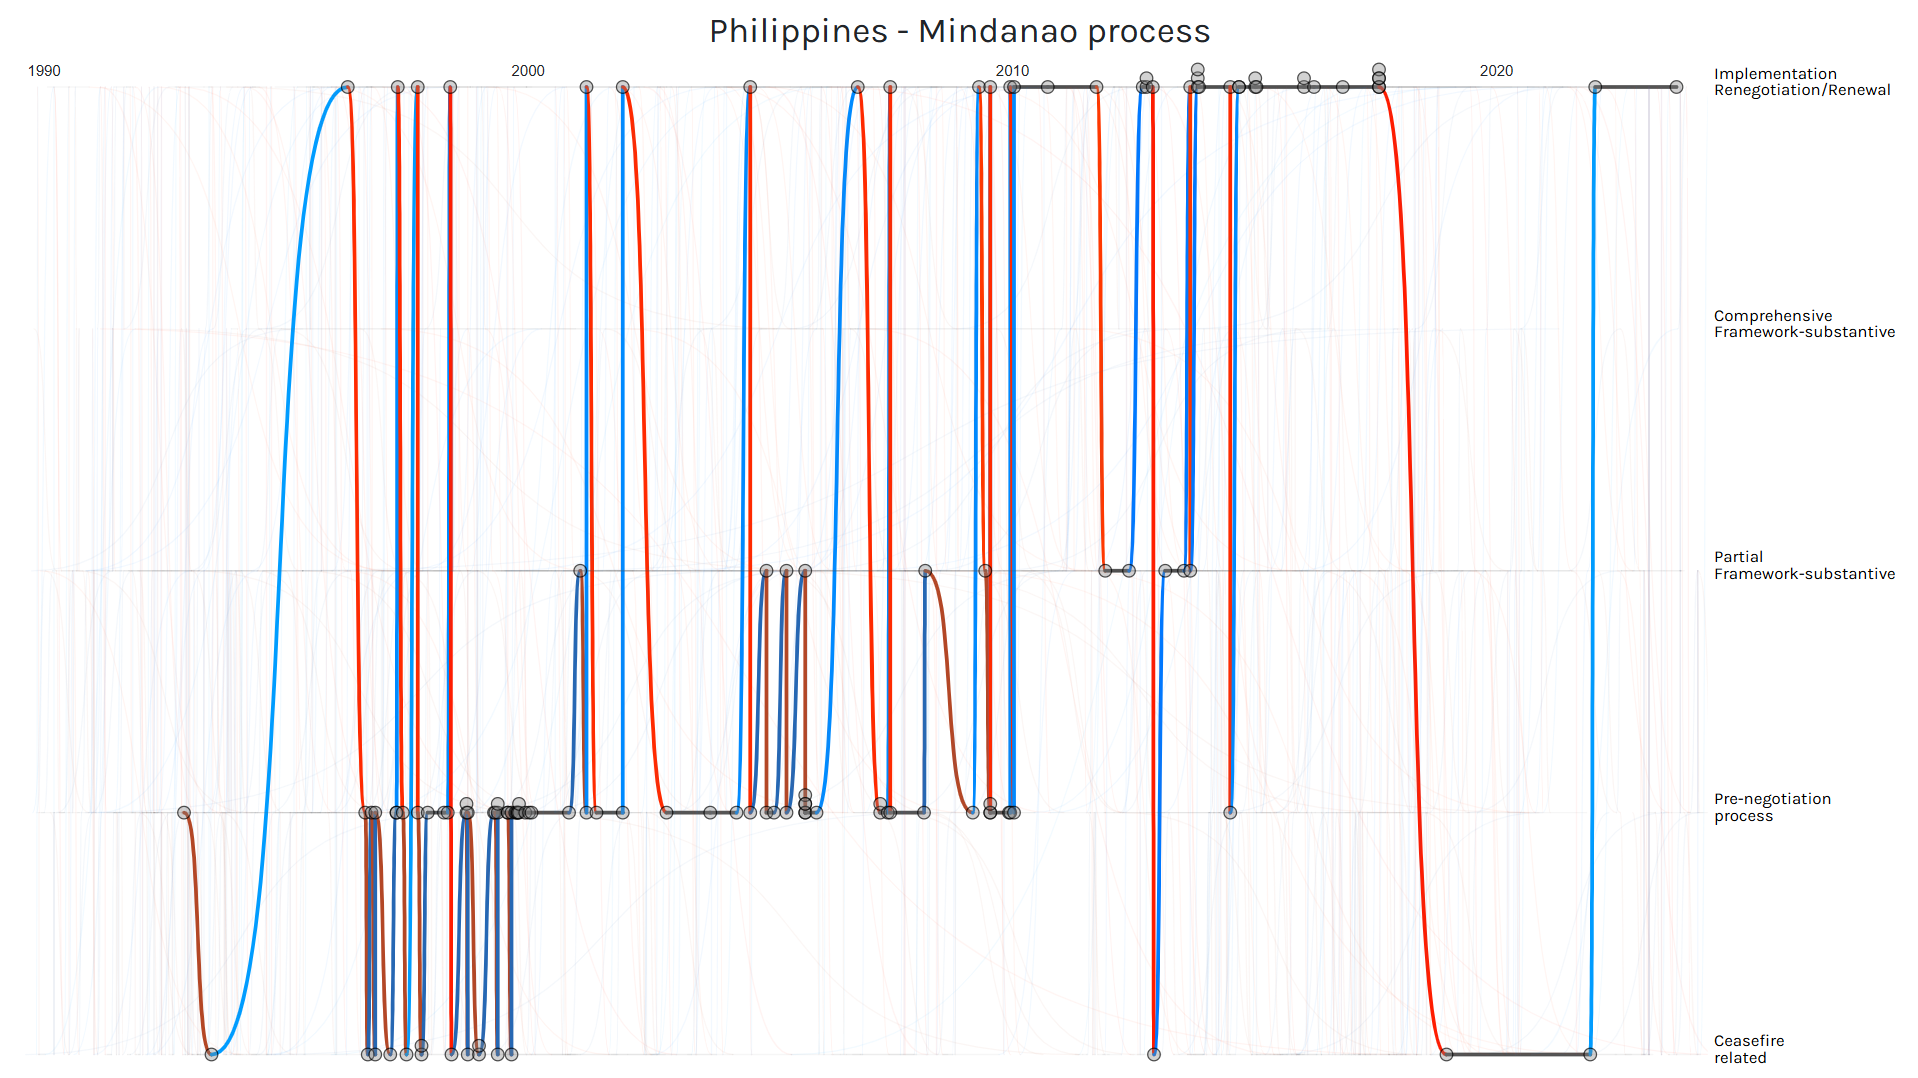 Philippines - Mindanao process
1990
2000
2010
2020
Implementation
Renegotiation/Renewal
Comprehensive
Framework-substantive
Partial
Framework-substantive
Pre-negotiation
process
Ceasefire
related